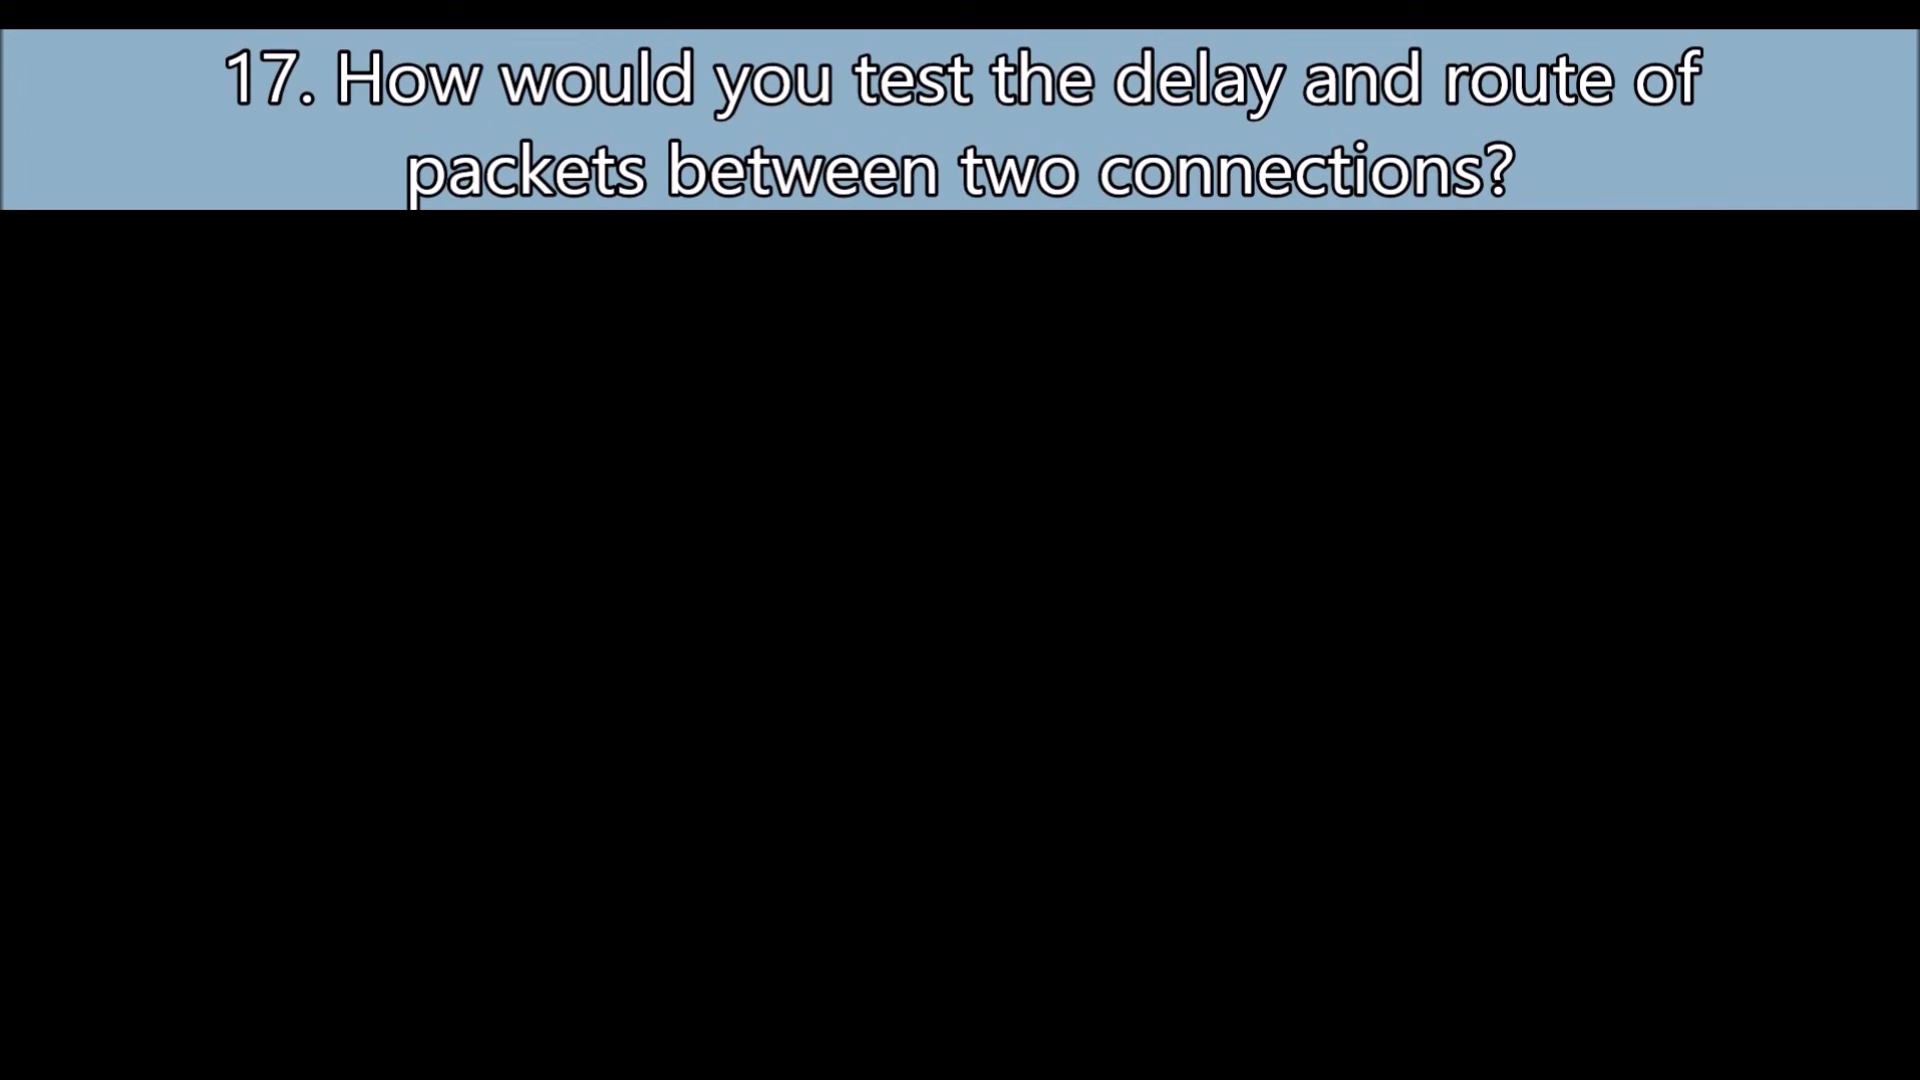 17. How would you test the delay and route of
packets between two connections?